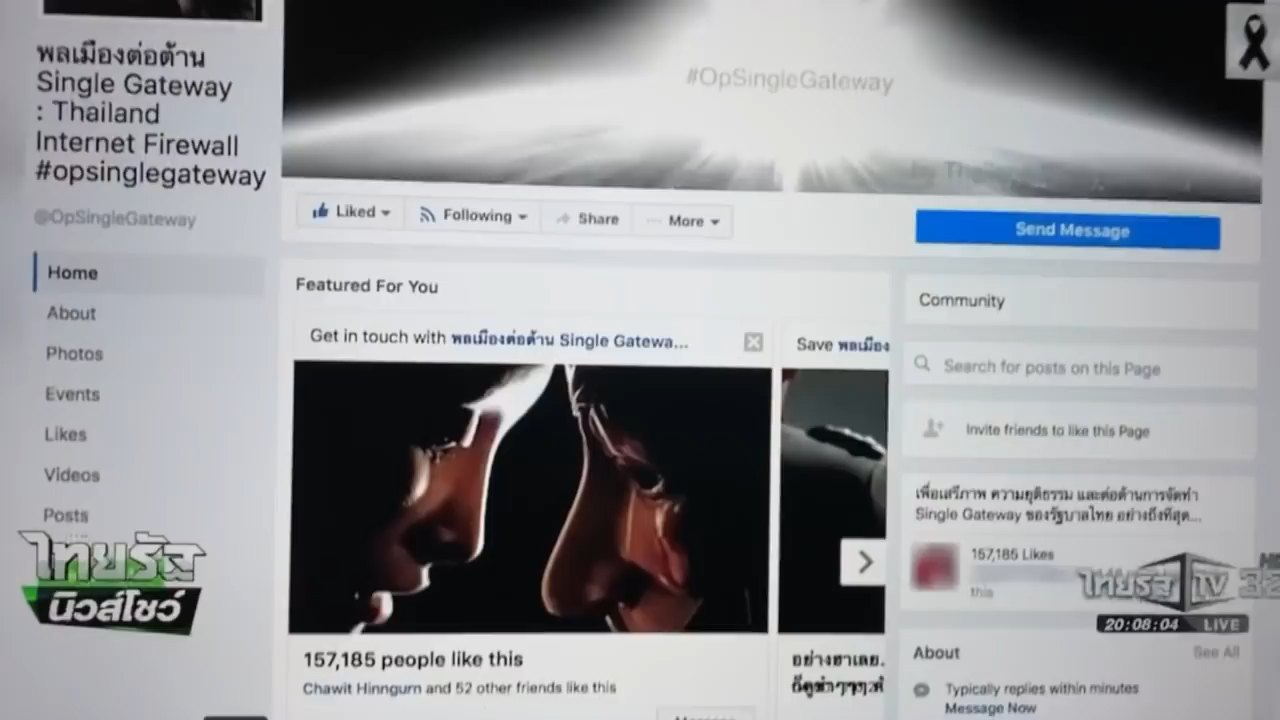 พลเมืองต่อต้าน
Single Gateway
: Thailand
Internet Firewall
#opsinglegateway
@OpSingleGateway
#OpSingleGateway
Liked
Following
Share
More
Send Message
Home
About
Photos
Events
Likes
Videos
Posts
Featured For You
Get in touch with พลเมืองต่อต้าน Single Gatewa...
Save พลเมือง
157,185 people like this
Chawit Hinngurn and 52 other friends like this
อย่างฮาเลย.
Community
Search for posts on this Page
Invite friends to like this Page
เพื่อเสรีภาพ ความยุติธรรม และต่อต้านการจัดทำ
Single Gateway ของรัฐบาลไทย อย่างถึงที่สุด...
157,185 Likes
this
About
See All
Typically replies within minutes
Message Now
ไทยรัฐ
นิวส์โชว์
ไทยรัฐ TV 32
20:08:04 LIVE